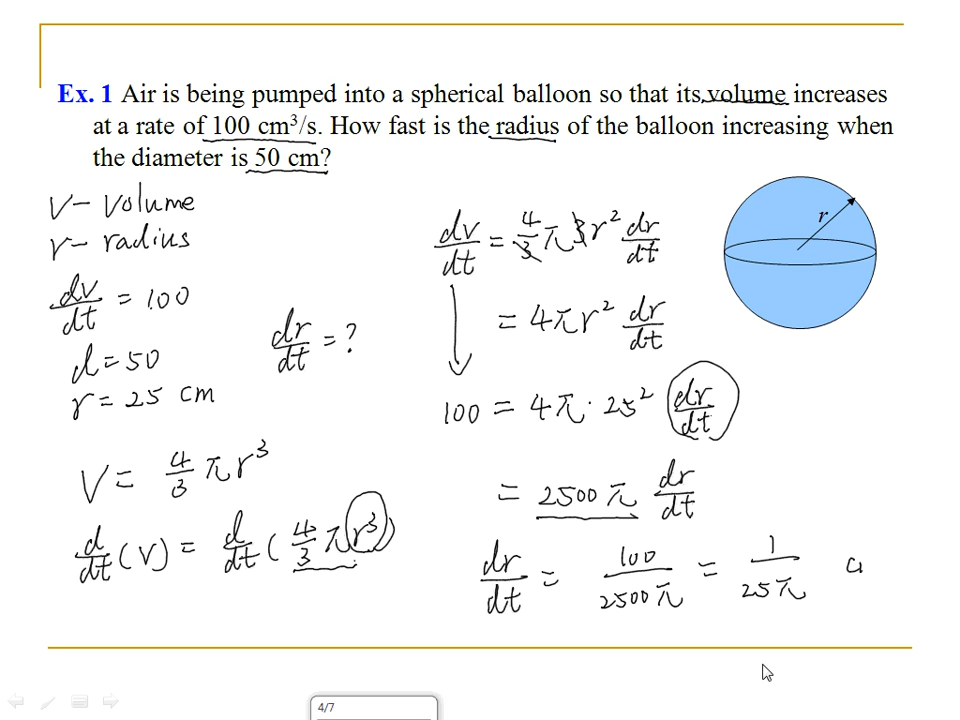 Ex. 1 Air is being pumped into a spherical balloon so that its volume increases
at a rate of 100 cm³/s. How fast is the radius of the balloon increasing when
the diameter is 50 cm?
V – volume
r – radius
dv/dt = 100
d = 50
r = 25 cm
dr/dt = ?
V = 4/3 πr³
d/dt (V) = d/dt (4/3 πr³)
dv/dt = 4/3 π 3r² dr/dt
= 4πr² dr/dt
100 = 4π · 25² dr/dt
= 2500π dr/dt
dr/dt = 100/2500π = 1/25π
r
4/7